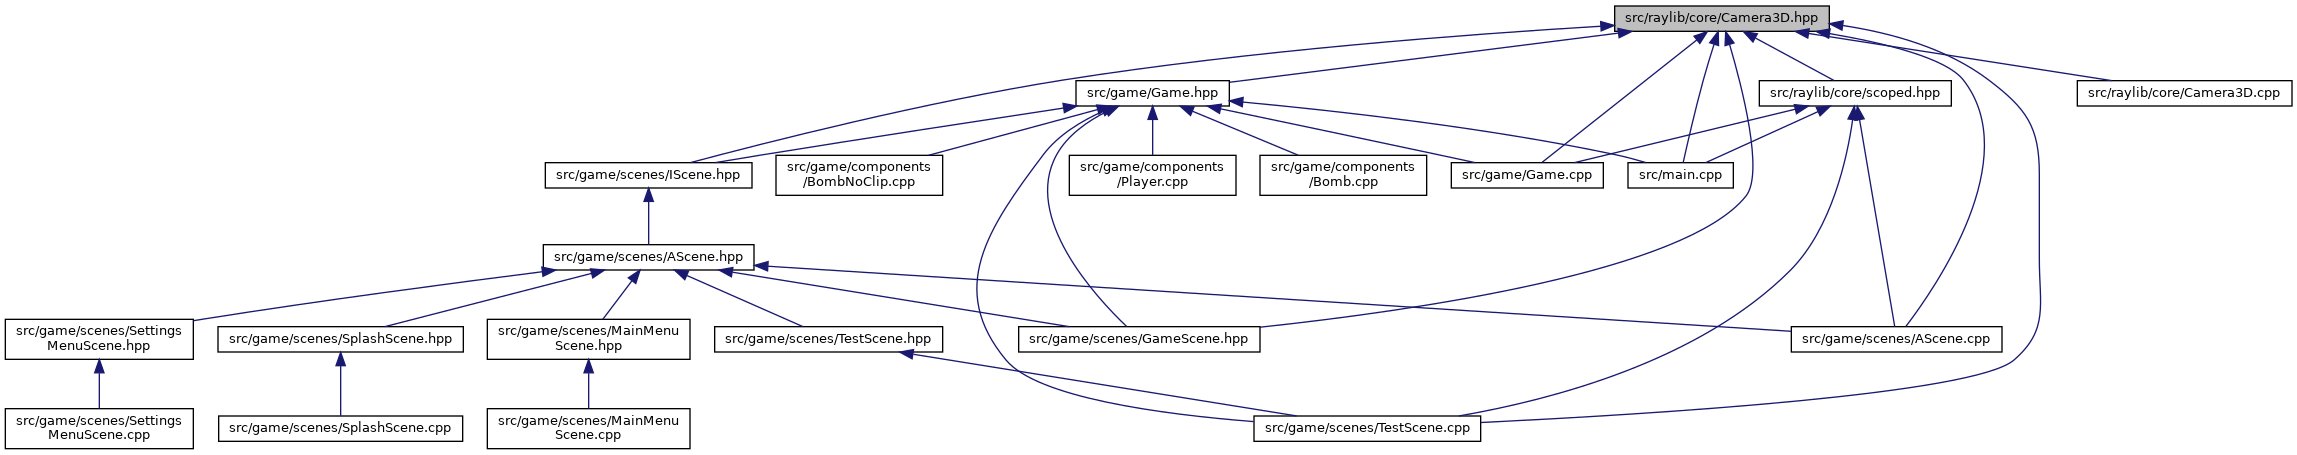 src/raylib/core/Camera3D.hpp
src/game/Game.hpp
src/raylib/core/scoped.hpp
src/raylib/core/Camera3D.cpp
src/game/scenes/IScene.hpp
src/game/components
/BombNoClip.cpp
src/game/components
/Player.cpp
src/game/components
/Bomb.cpp
src/game/Game.cpp
src/main.cpp
src/game/scenes/AScene.hpp
src/game/scenes/Settings
MenuScene.hpp
src/game/scenes/SplashScene.hpp
src/game/scenes/MainMenu
Scene.hpp
src/game/scenes/TestScene.hpp
src/game/scenes/GameScene.hpp
src/game/scenes/AScene.cpp
src/game/scenes/Settings
MenuScene.cpp
src/game/scenes/SplashScene.cpp
src/game/scenes/MainMenu
Scene.cpp
src/game/scenes/TestScene.cpp